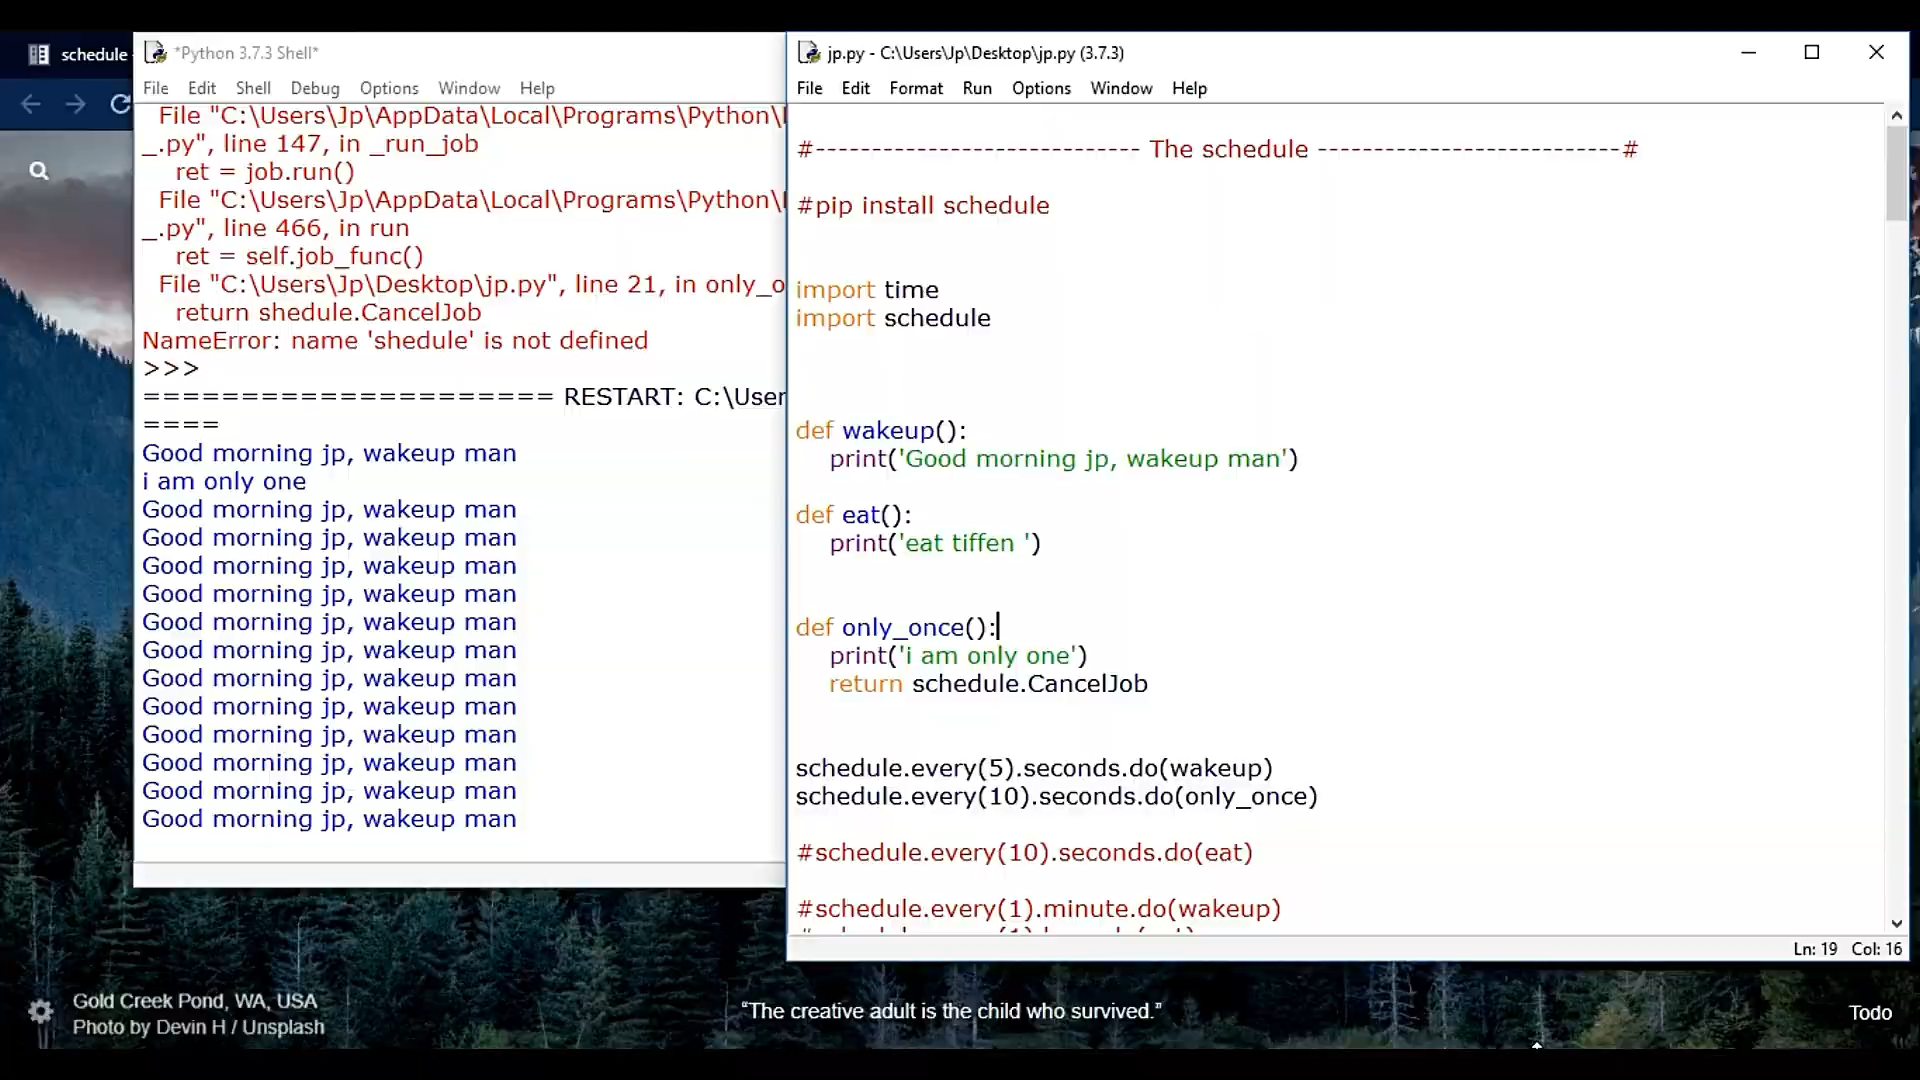 schedule
*Python 3.7.3 Shell*
File Edit Shell Debug Options Window Help
File "C:\Users\Jp\AppData\Local\Programs\Python\
_.py", line 147, in _run_job
ret = job.run()
File "C:\Users\Jp\AppData\Local\Programs\Python\
_.py", line 466, in run
ret = self.job_func()
File "C:\Users\Jp\Desktop\jp.py", line 21, in only_o
return shedule.CancelJob
NameError: name 'shedule' is not defined
>>>
===================== RESTART: C:\User
====
Good morning jp, wakeup man
i am only one
Good morning jp, wakeup man
Good morning jp, wakeup man
Good morning jp, wakeup man
Good morning jp, wakeup man
Good morning jp, wakeup man
Good morning jp, wakeup man
Good morning jp, wakeup man
Good morning jp, wakeup man
Good morning jp, wakeup man
Good morning jp, wakeup man
Good morning jp, wakeup man
Good morning jp, wakeup man
jp.py - C:\Users\Jp\Desktop\jp.py (3.7.3)
File Edit Format Run Options Window Help
#---------------------------- The schedule --------------------------#
#pip install schedule
import time
import schedule
def wakeup():
print('Good morning jp, wakeup man')
def eat():
print('eat tiffen ')
def only_once():
print('i am only one')
return schedule.CancelJob
schedule.every(5).seconds.do(wakeup)
schedule.every(10).seconds.do(only_once)
#schedule.every(10).seconds.do(eat)
#schedule.every(1).minute.do(wakeup)
Ln: 19 Col: 16
Gold Creek Pond, WA, USA
Photo by Devin H / Unsplash
“The creative adult is the child who survived.”
Todo